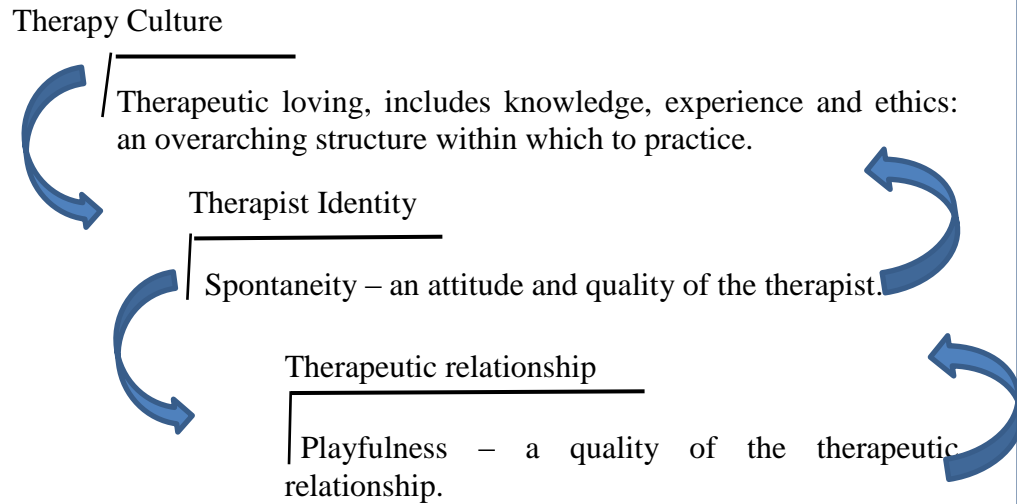 Therapy Culture
Therapeutic loving, includes knowledge, experience and ethics:
an overarching structure within which to practice.
Therapist Identity
Spontaneity – an attitude and quality of the therapist.
Therapeutic relationship
Playfulness – a quality of the therapeutic
relationship.